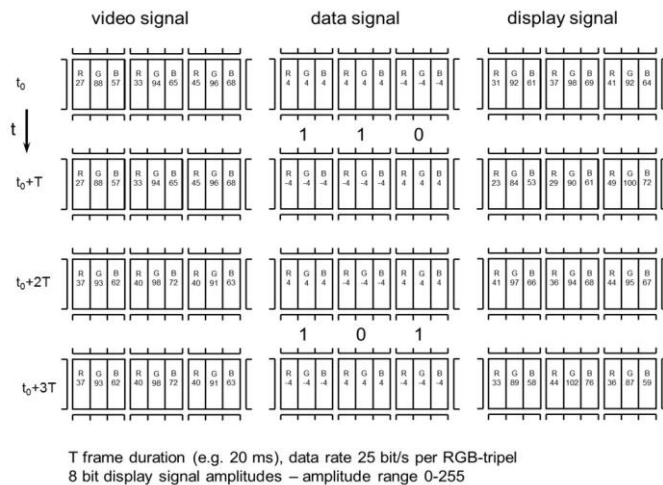 video signal data signal display signal
t0
R G B R G B R G B R G B R G B R G B R G B R G B R G B
27 88 57 33 94 65 45 96 68 4 4 4 4 4 4 -4 -4 -4 31 92 61 37 98 69 41 92 64
t
1 1 0
t0+T
R G B R G B R G B R G B R G B R G B R G B R G B R G B
27 88 57 33 94 65 45 96 68 -4 -4 -4 -4 -4 -4 4 4 4 23 84 53 29 90 61 49 100 72
t0+2T
R G B R G B R G B R G B R G B R G B R G B R G B R G B
37 93 62 40 98 72 40 91 63 4 4 4 -4 -4 -4 4 4 4 41 97 66 36 94 68 44 95 67
1 0 1
t0+3T
R G B R G B R G B R G B R G B R G B R G B R G B R G B
37 93 62 40 98 72 40 91 63 -4 -4 -4 4 4 4 -4 -4 -4 33 89 58 44 102 76 36 87 59
T frame duration (e.g. 20 ms), data rate 25 bit/s per RGB-tripel
8 bit display signal amplitudes – amplitude range 0-255